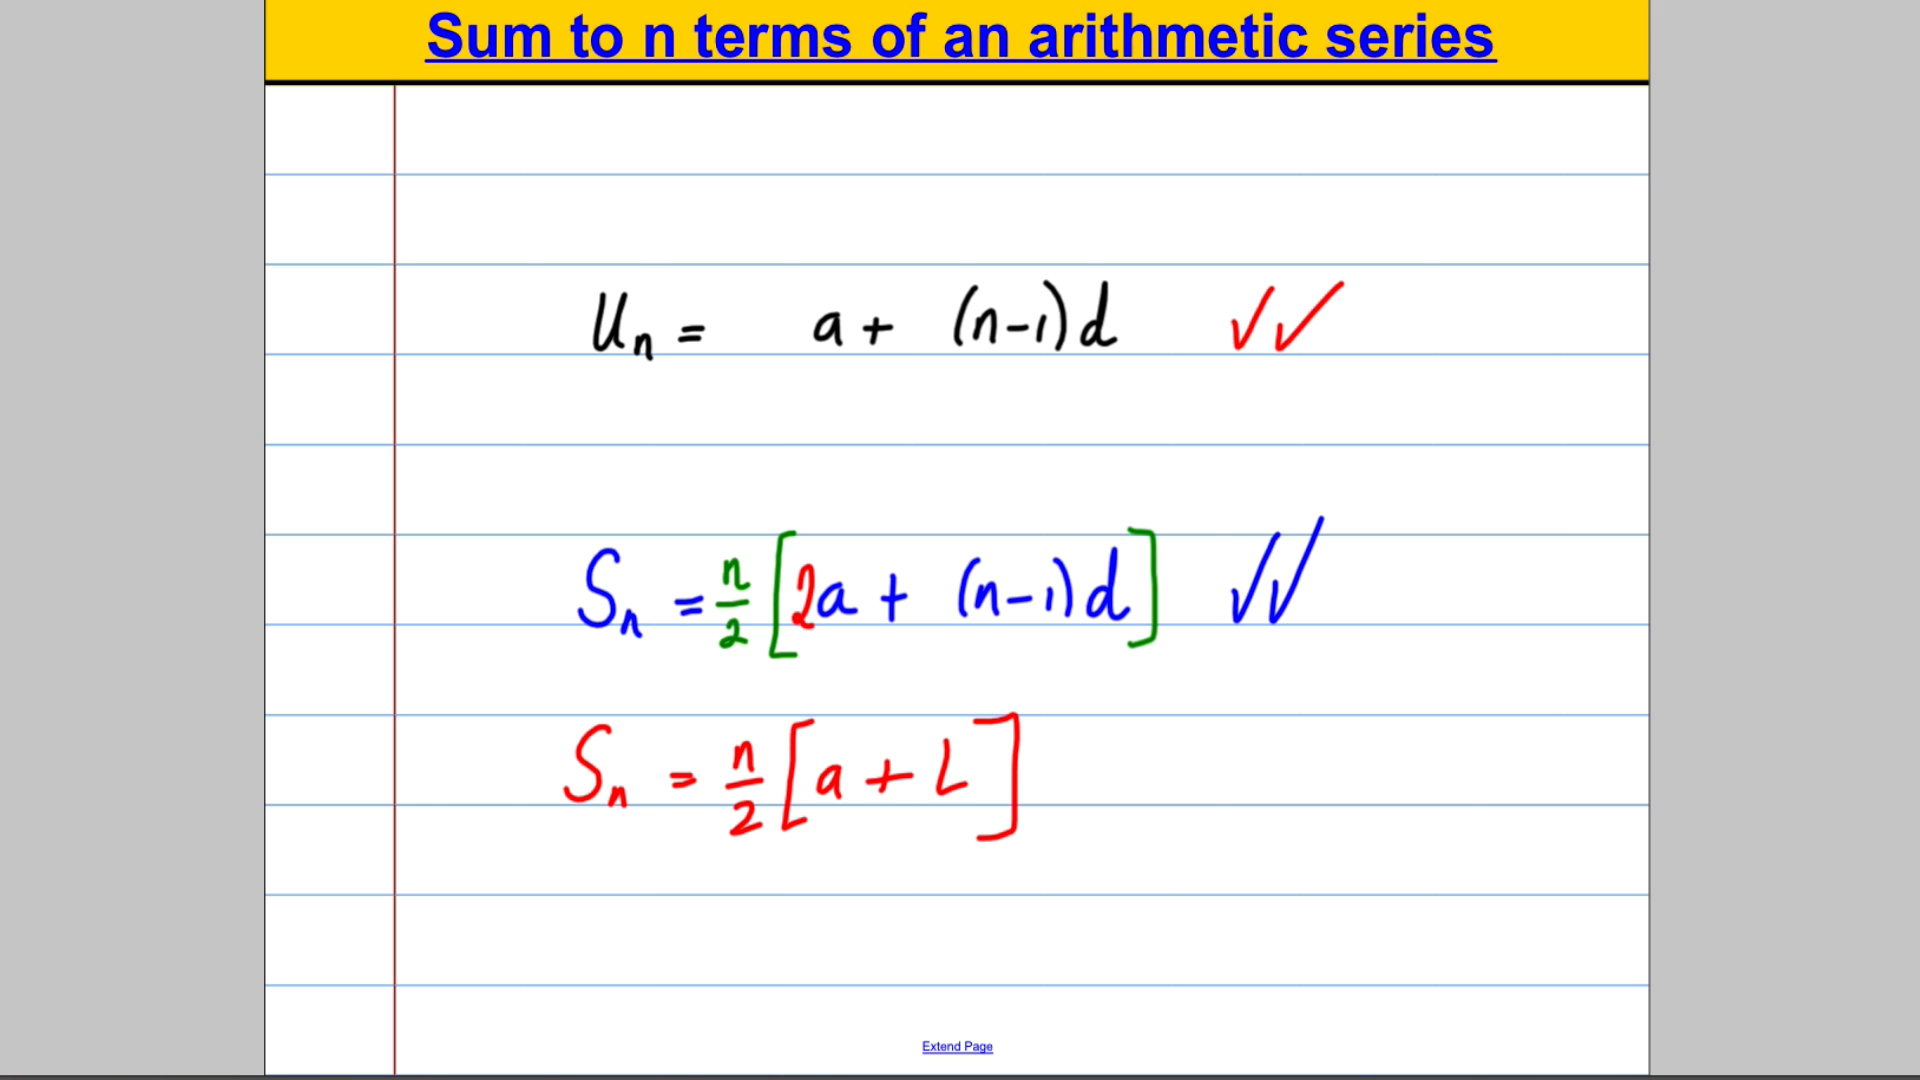 Sum to n terms of an arithmetic series
Un = a + (n-1)d ✓✓
Sn = n/2 [2a + (n-1)d] ✓✓
Sn = n/2 [a + L]
Extend Page